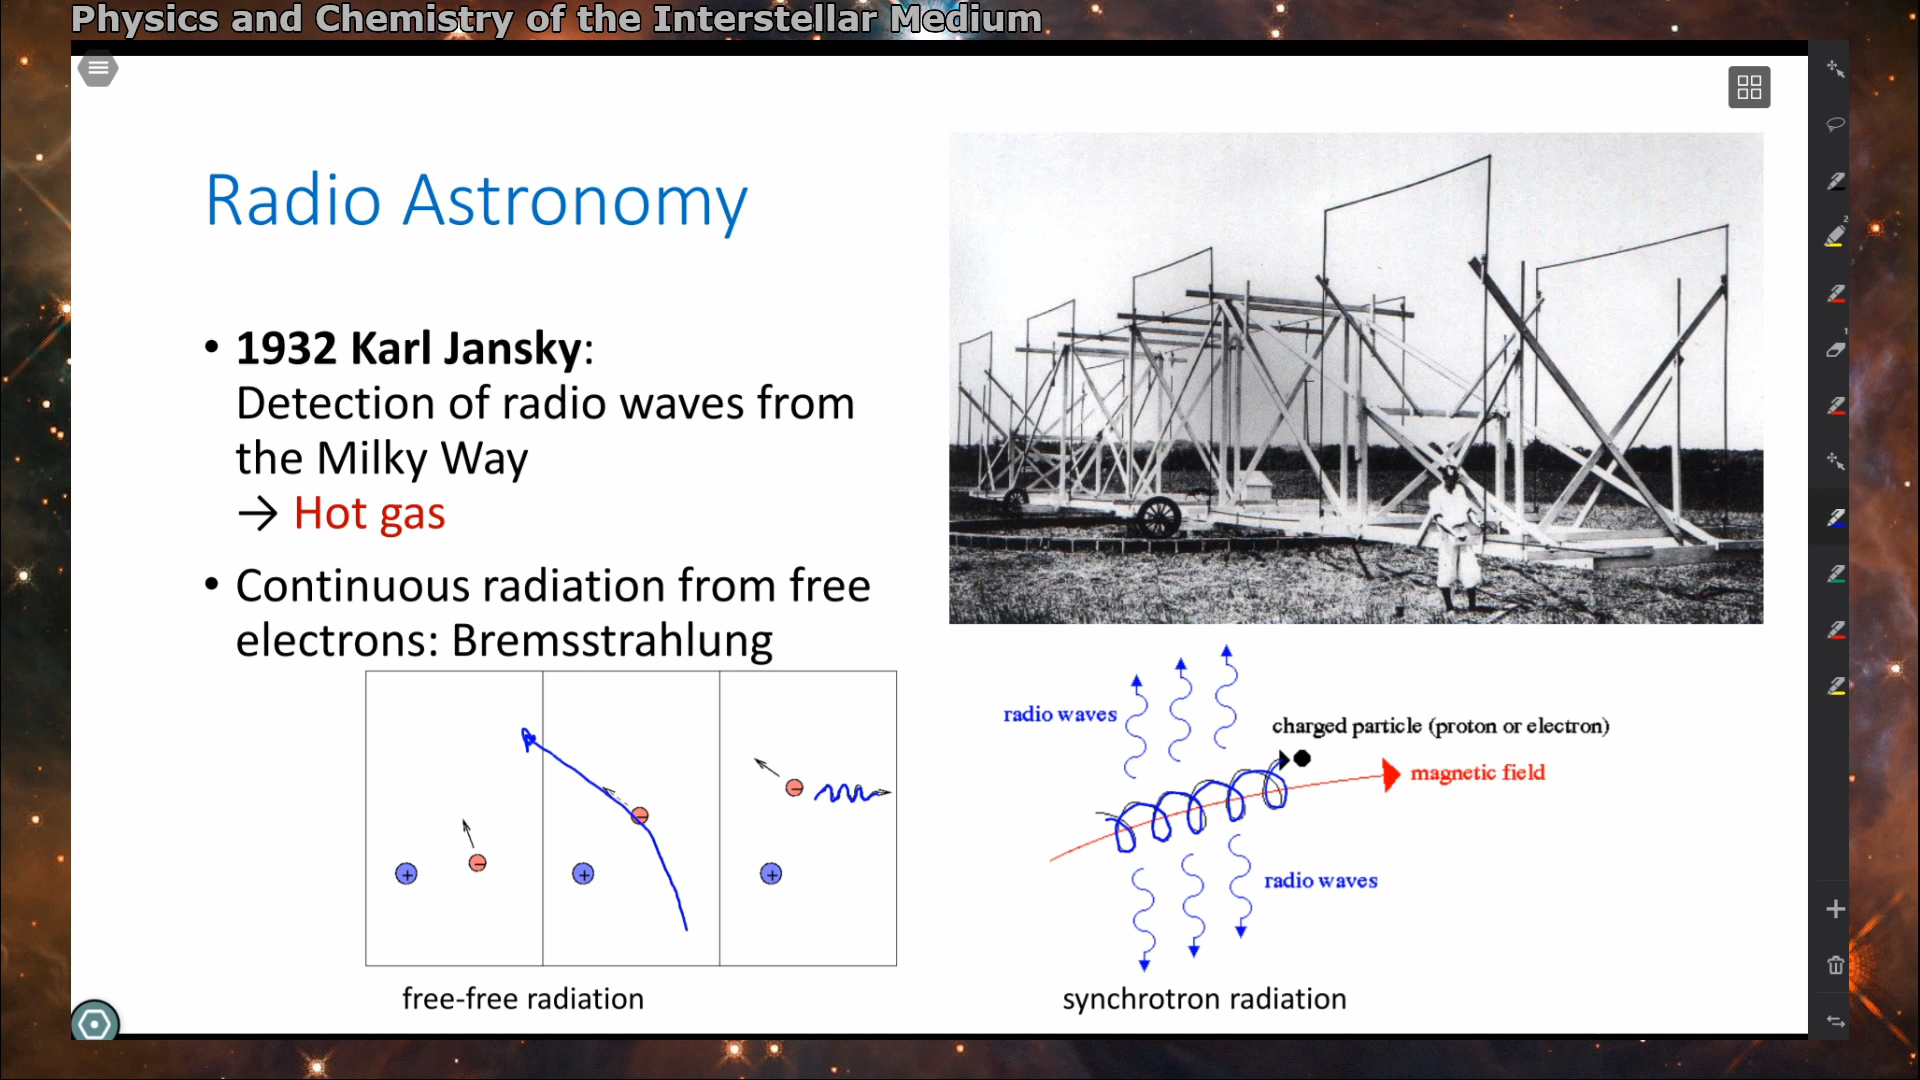 Physics and Chemistry of the Interstellar Medium
Radio Astronomy
• 1932 Karl Jansky:
Detection of radio waves from
the Milky Way
→ Hot gas
• Continuous radiation from free
electrons: Bremsstrahlung
+ −
+ −
+ −
free-free radiation
radio waves
charged particle (proton or electron)
magnetic field
radio waves
synchrotron radiation
2
1